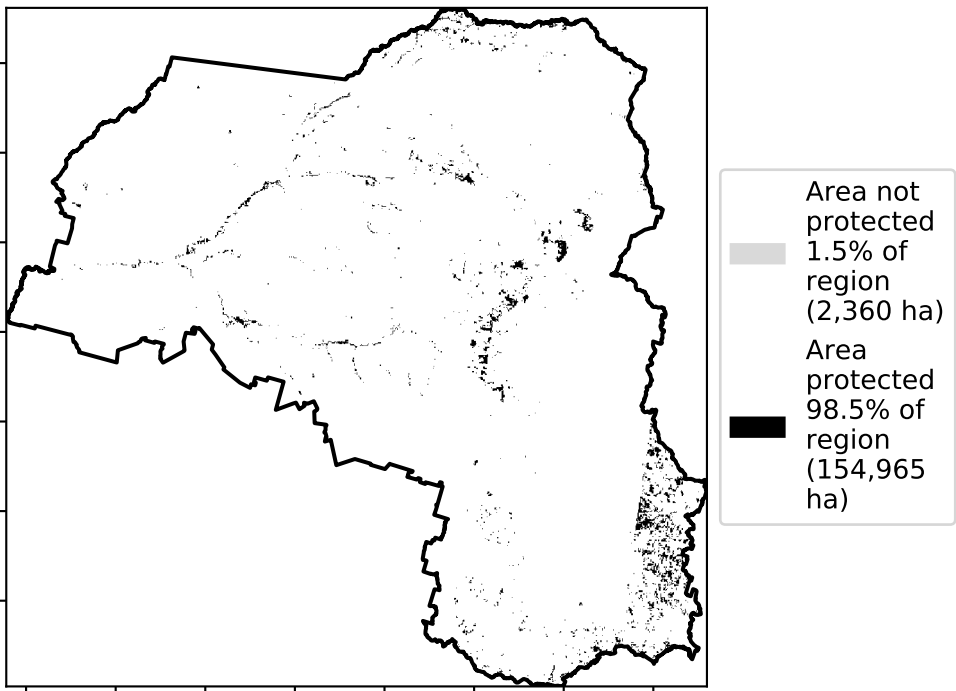 Area not
protected
1.5% of
region
(2,360 ha)
Area
protected
98.5% of
region
(154,965
ha)